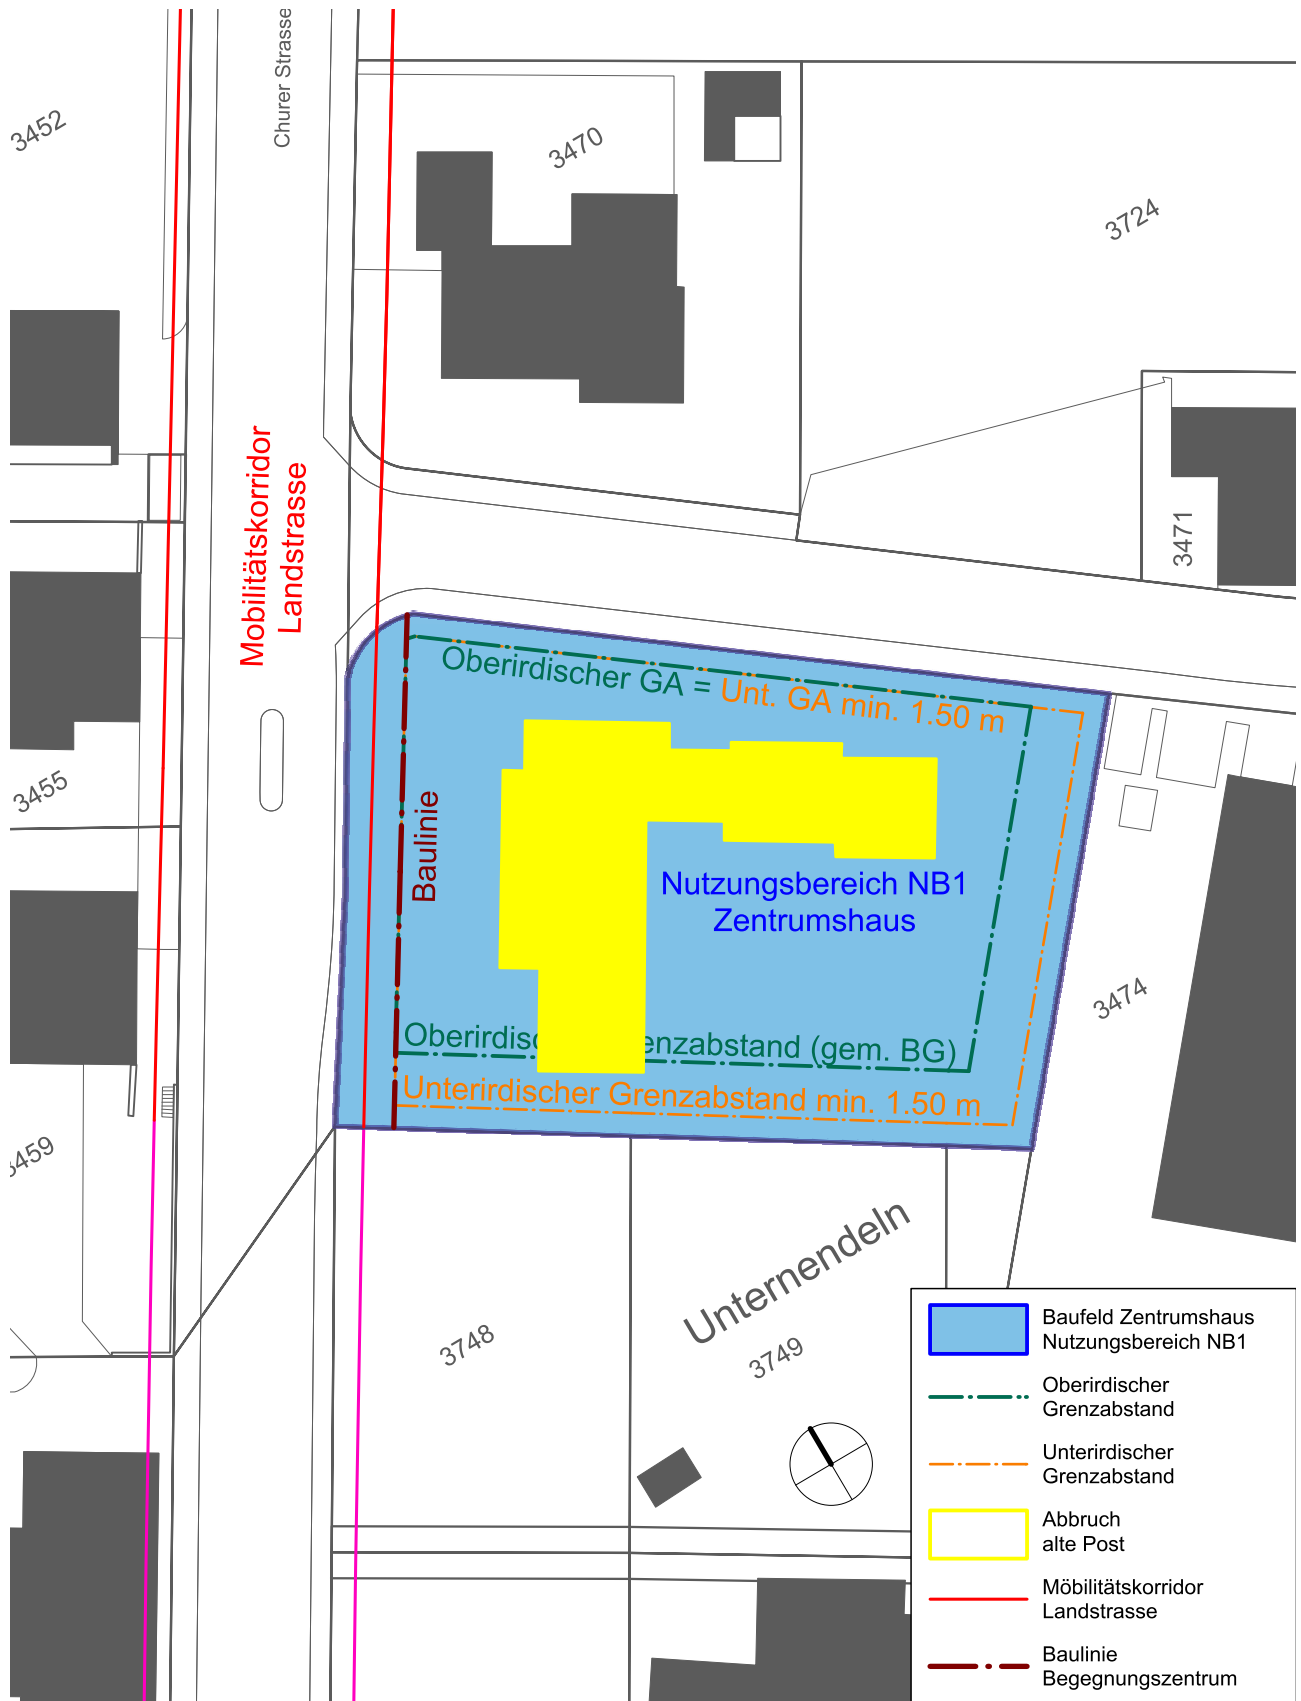 Churer Strasse
3452
3470
3724
Mobilitätskorridor
Landstrasse
3471
Oberirdischer GA = Unt. GA min. 1.50 m
3455
Baulinie
Nutzungsbereich NB1
Zentrumshaus
3474
(gem. BG)
Unterirdischer Grenzabstand min. 1.50 m
3459
Unternendeln
3748
3749
Baufeld Zentrumshaus
Nutzungsbereich NB1
Oberirdischer
Grenzabstand
Unterirdischer
Grenzabstand
Abbruch
alte Post
Möbilitätskorridor
Landstrasse
Baulinie
Begegnungszentrum